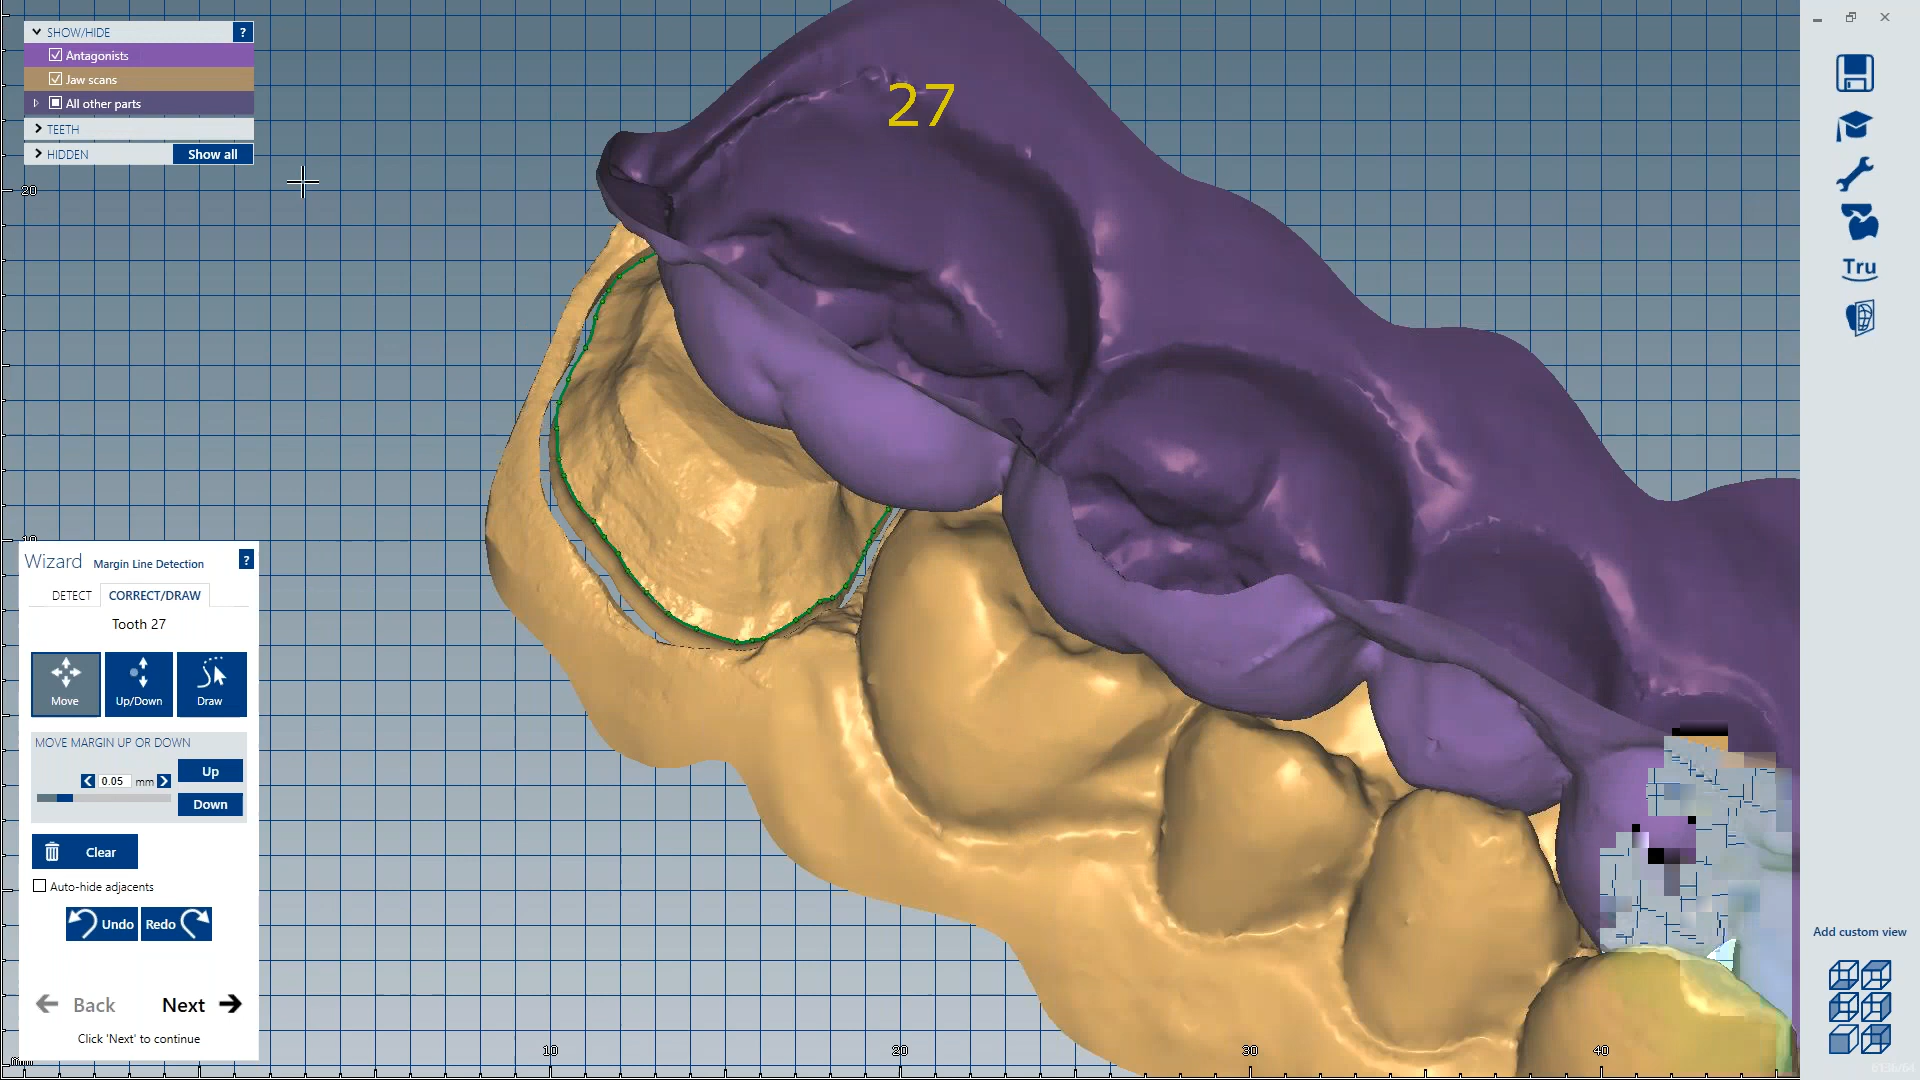 SHOW/HIDE ?
Antagonists
Jaw scans
All other parts
TEETH
HIDDEN Show all
27
20
10
Tru
Wizard Margin Line Detection ?
DETECT CORRECT/DRAW
Tooth 27
Move Up/Down Draw
MOVE MARGIN UP OR DOWN
0.05 mm
Up
Down
Clear
Auto-hide adjacents
Undo Redo
Back Next
Click 'Next' to continue
Add custom view
10 20 30 40